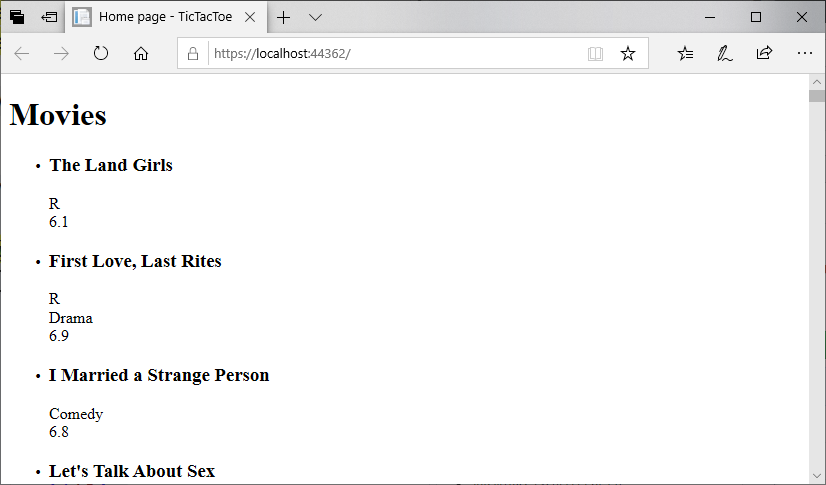 Home page - TicTacToe
https://localhost:44362/
Movies
• The Land Girls
R
6.1
• First Love, Last Rites
R
Drama
6.9
• I Married a Strange Person
Comedy
6.8
• Let's Talk About Sex